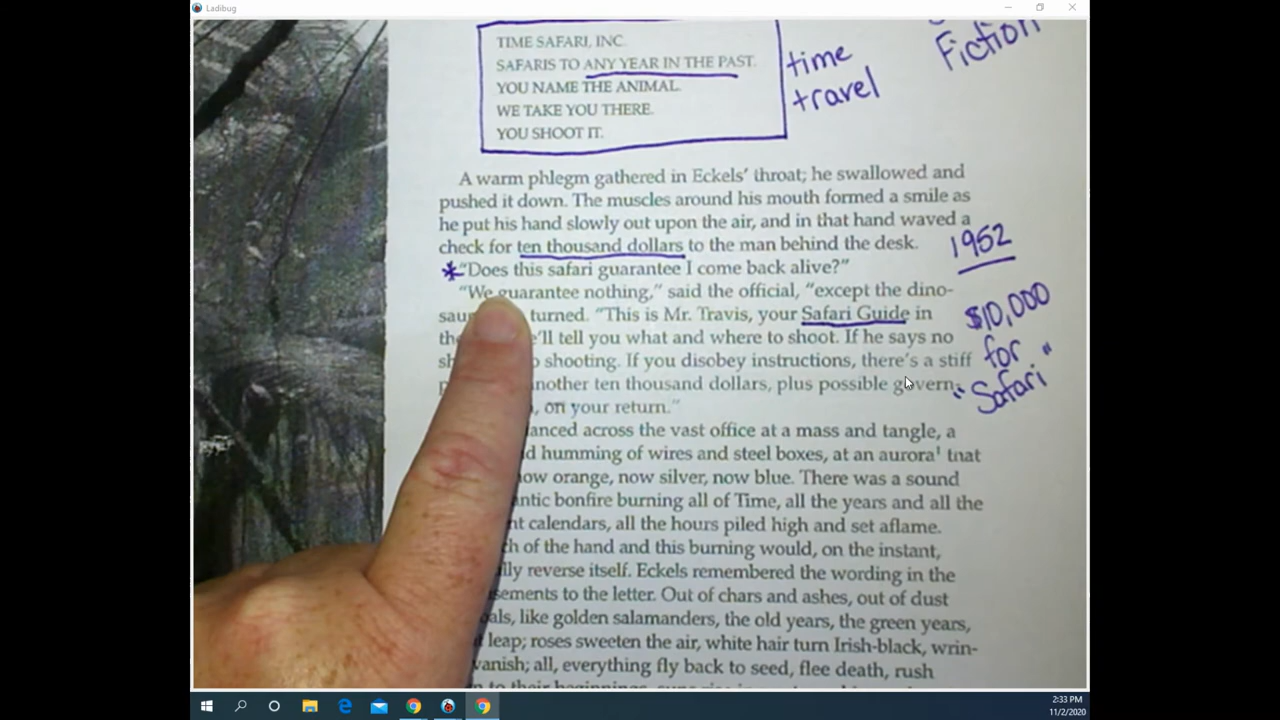 Ladibug
Fiction
TIME SAFARI, INC.
SAFARIS TO ANY YEAR IN THE PAST.
YOU NAME THE ANIMAL.
WE TAKE YOU THERE.
YOU SHOOT IT.
time
travel
A warm phlegm gathered in Eckels' throat; he swallowed and
pushed it down. The muscles around his mouth formed a smile as
he put his hand slowly out upon the air, and in that hand waved a
check for ten thousand dollars to the man behind the desk.
1952
*"Does this safari guarantee I come back alive?"
"We guarantee nothing," said the official, "except the dino-
turned. "This is Mr. Travis, your Safari Guide in
'll tell you what and where to shoot. If he says no
shooting. If you disobey instructions, there's a stiff
another ten thousand dollars, plus possible govern-
, on your return."
$10,000
for
"Safari"
anced across the vast office at a mass and tangle, a
humming of wires and steel boxes, at an aurora¹ that
now orange, now silver, now blue. There was a sound
antic bonfire burning all of Time, all the years and all the
calendars, all the hours piled high and set aflame.
of the hand and this burning would, on the instant,
lly reverse itself. Eckels remembered the wording in the
sements to the letter. Out of chars and ashes, out of dust
oals, like golden salamanders, the old years, the green years,
leap; roses sweeten the air, white hair turn Irish-black, wrin-
vanish; all, everything fly back to seed, flee death, rush
to their beginnings,
2:33 PM
11/2/2020